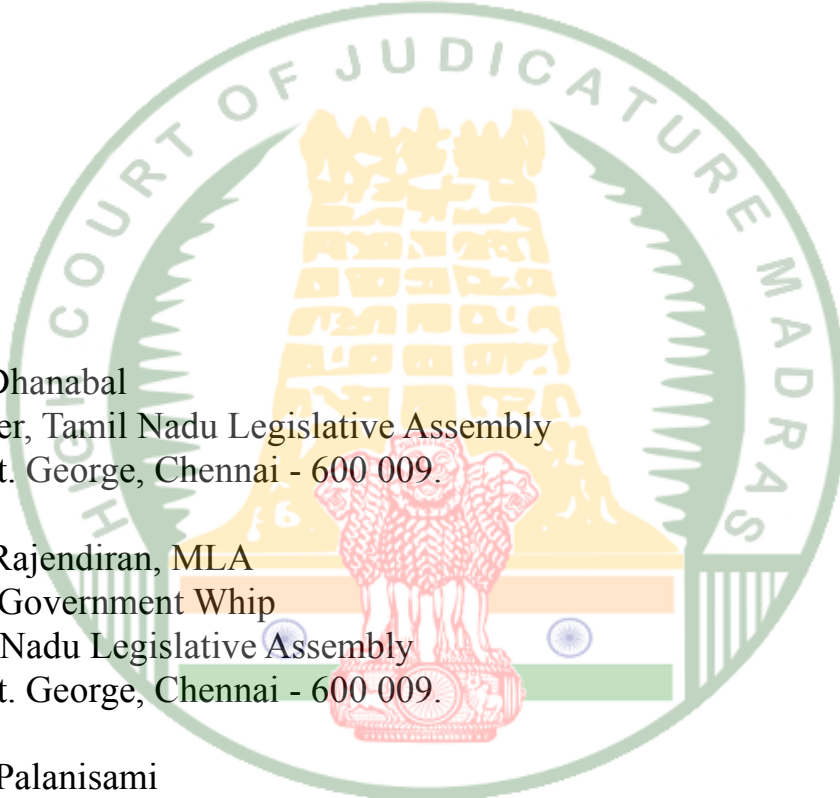 HIGH COURT OF JUDICATURE MADRAS
Dhanabal
er, Tamil Nadu Legislative Assembly
t. George, Chennai - 600 009.
Rajendiran, MLA
Government Whip
Nadu Legislative Assembly
t. George, Chennai - 600 009.
Palanisami